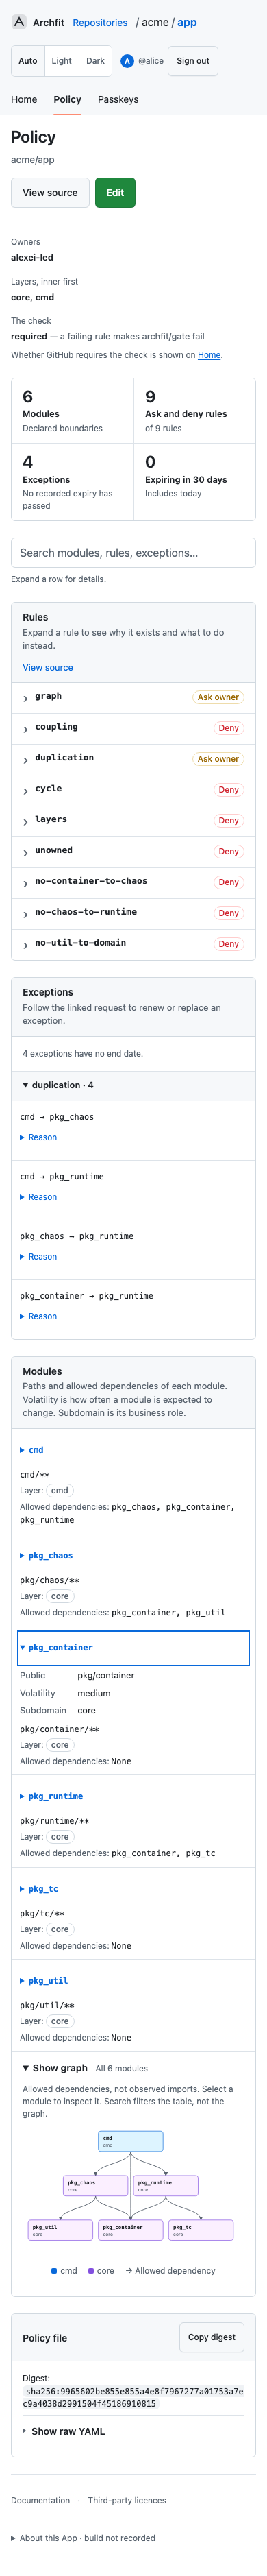 Archfit Repositories / acme / app
Auto Light Dark A @alice Sign out
Home Policy Passkeys
Policy
acme/app
View source Edit
Owners
alexei-led
Layers, inner first
core, cmd
The check
required — a failing rule makes archfit/gate fail
Whether GitHub requires the check is shown on Home.
6
Modules
Declared boundaries
9
Ask and deny rules
of 9 rules
4
Exceptions
No recorded expiry has
passed
0
Expiring in 30 days
Includes today
Search modules, rules, exceptions...
Expand a row for details.
Rules
Expand a rule to see why it exists and what to do
instead.
View source
graph Ask owner
coupling Deny
duplication Ask owner
cycle Deny
layers Deny
unowned Deny
no-container-to-chaos Deny
no-chaos-to-runtime Deny
no-util-to-domain Deny
Exceptions
Follow the linked request to renew or replace an
exception.
4 exceptions have no end date.
duplication · 4
cmd → pkg_chaos
Reason
cmd → pkg_runtime
Reason
pkg_chaos → pkg_runtime
Reason
pkg_container → pkg_runtime
Reason
Modules
Paths and allowed dependencies of each module.
Volatility is how often a module is expected to
change. Subdomain is its business role.
cmd
cmd/**
Layer: cmd
Allowed dependencies: pkg_chaos, pkg_container,
pkg_runtime
pkg_chaos
pkg/chaos/**
Layer: core
Allowed dependencies: pkg_container, pkg_util
pkg_container
Public pkg/container
Volatility medium
Subdomain core
pkg/container/**
Layer: core
Allowed dependencies: None
pkg_runtime
pkg/runtime/**
Layer: core
Allowed dependencies: pkg_container, pkg_tc
pkg_tc
pkg/tc/**
Layer: core
Allowed dependencies: None
pkg_util
pkg/util/**
Layer: core
Allowed dependencies: None
Show graph All 6 modules
Allowed dependencies, not observed imports. Select a
module to inspect it. Search filters the table, not the
graph.
cmd
cmd
pkg_chaos
core
pkg_runtime
core
pkg_util
core
pkg_container
core
pkg_tc
core
cmd core → Allowed dependency
Policy file Copy digest
Digest:
sha256:9965602be855e855a4e8f7967277a01753a7e
c9a4038d2991504f45186910815
Show raw YAML
Documentation · Third-party licences
About this App · build not recorded